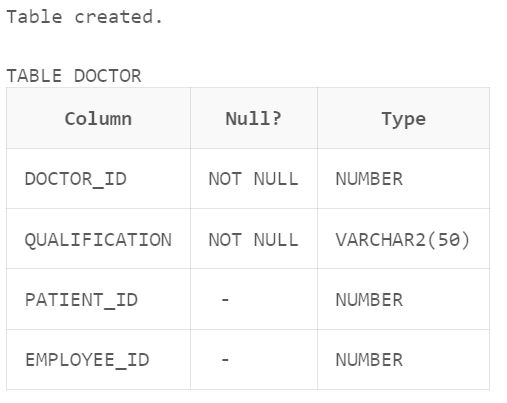 Table created.
TABLE DOCTOR
Column Null? Type
DOCTOR_ID NOT NULL NUMBER
QUALIFICATION NOT NULL VARCHAR2(50)
PATIENT_ID - NUMBER
EMPLOYEE_ID - NUMBER